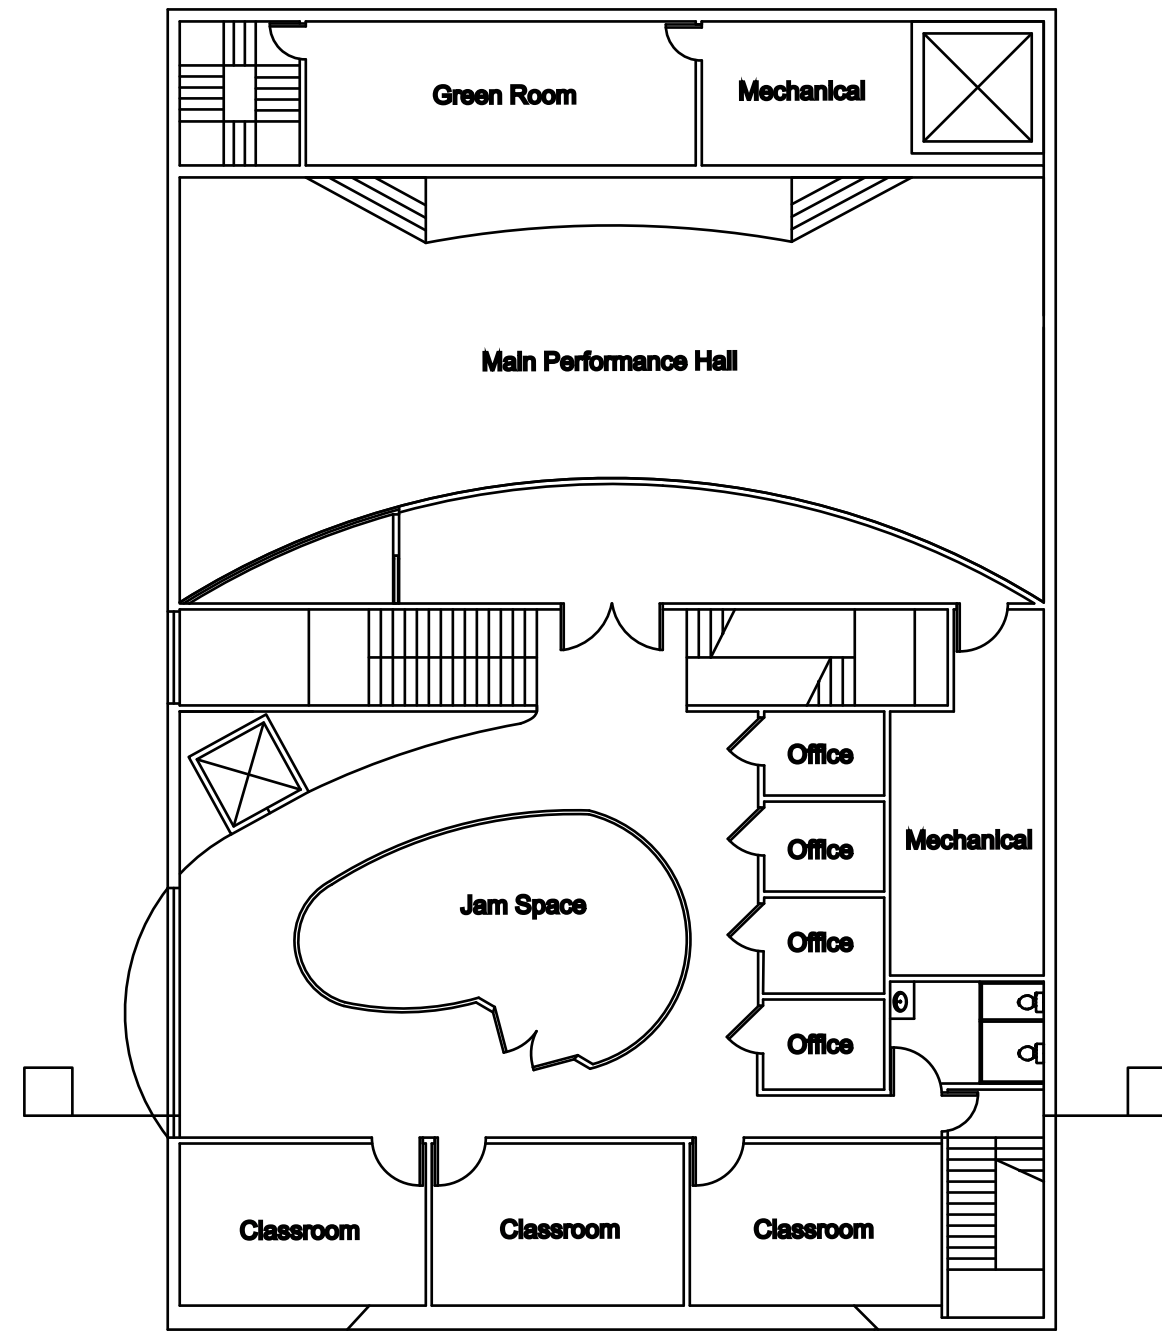 Green Room
Mechanical
Main Performance Hall
Office
Office
Mechanical
Jam Space
Office
Office
Classroom
Classroom
Classroom